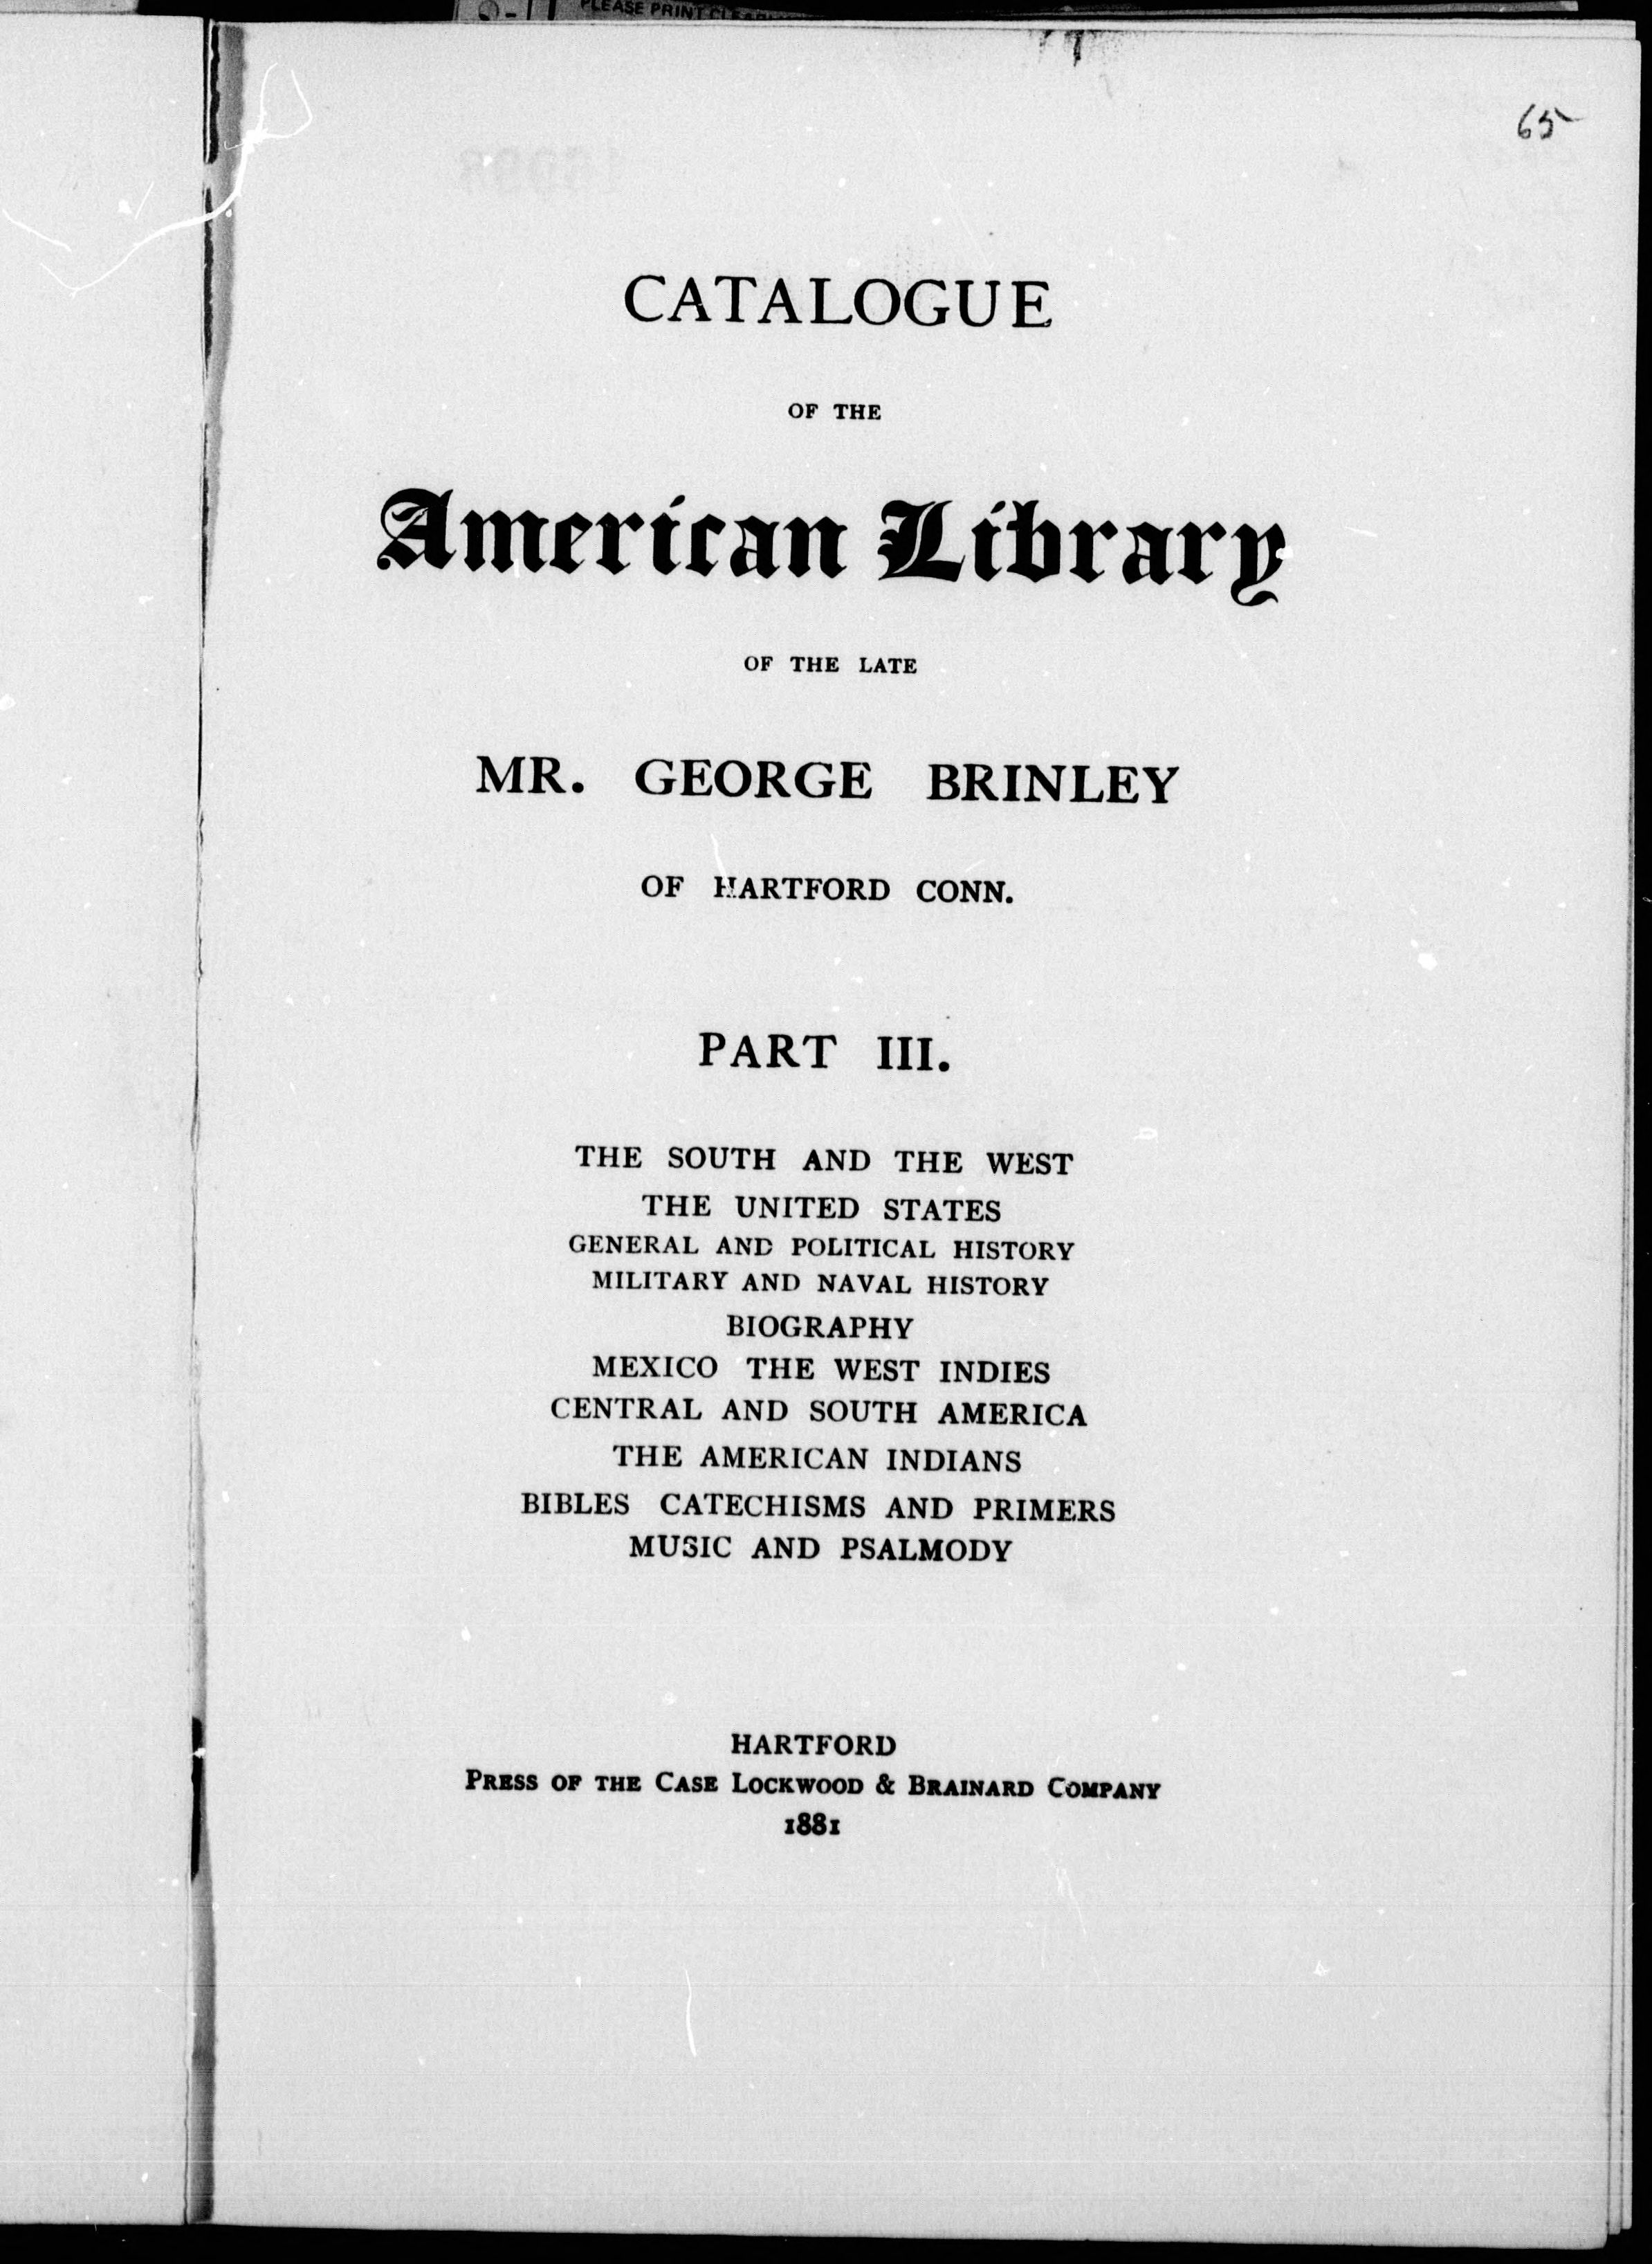 PLEASE PRINT
65
CATALOGUE
OF THE
American Library
OF THE LATE
MR. GEORGE BRINLEY
OF HARTFORD CONN.
PART III.
THE SOUTH AND THE WEST
THE UNITED STATES
GENERAL AND POLITICAL HISTORY
MILITARY AND NAVAL HISTORY
BIOGRAPHY
MEXICO THE WEST INDIES
CENTRAL AND SOUTH AMERICA
THE AMERICAN INDIANS
BIBLES CATECHISMS AND PRIMERS
MUSIC AND PSALMODY
HARTFORD
PRESS OF THE CASE LOCKWOOD & BRAINARD COMPANY
1881